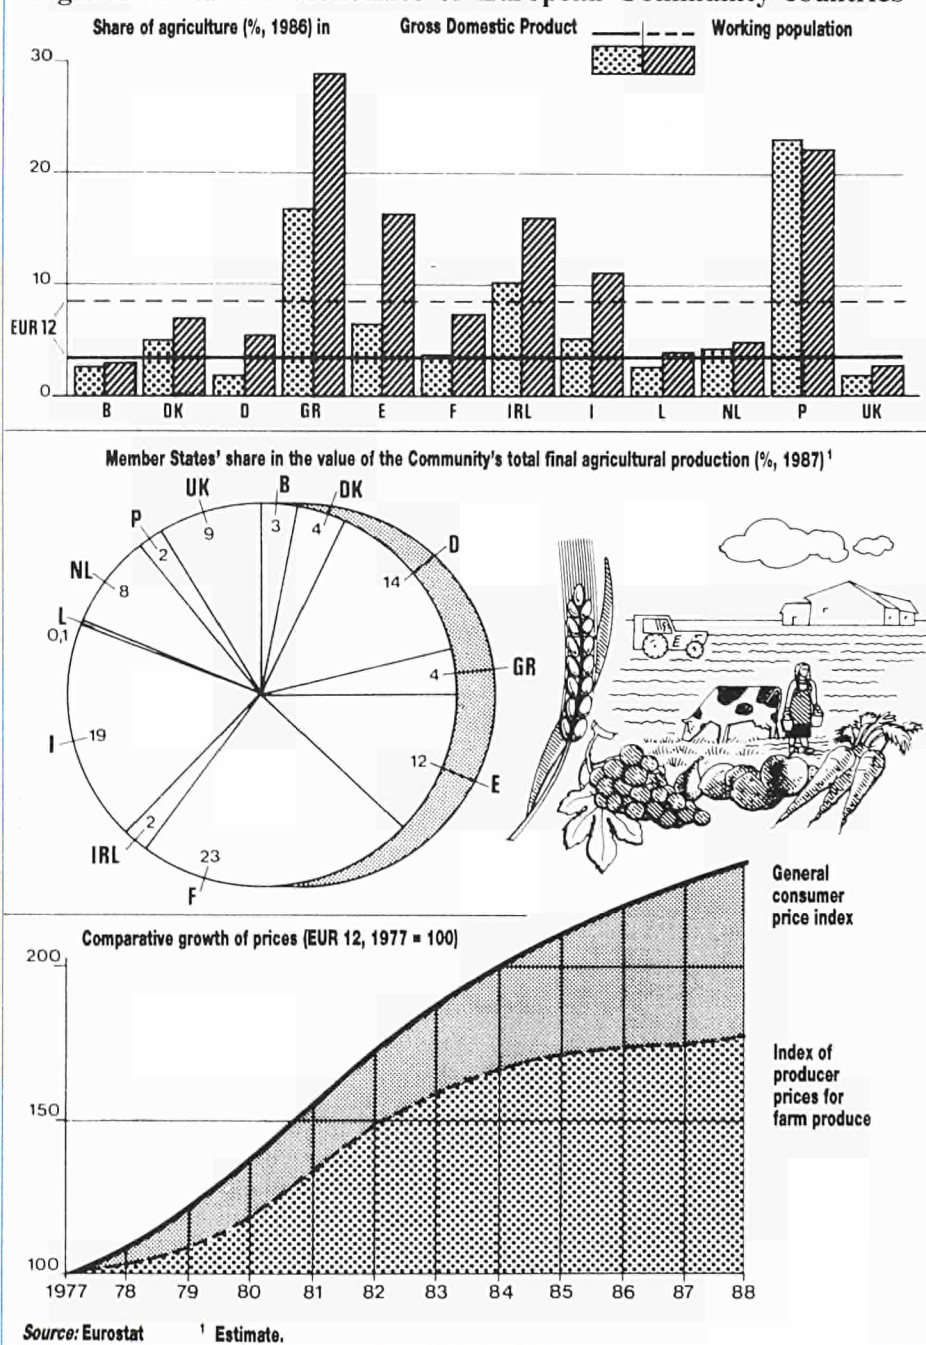 to European Community countries
Share of agriculture (%, 1986) in Gross Domestic Product Working population
30
20
10
EUR 12
0
B DK D GR E F IRL I L NL P UK
Member States' share in the value of the Community's total final agricultural production (%, 1987) ¹
UK
B
DK
P
9
3
4
D
2
14
NL
8
L
0,1
4
GR
I
19
12
E
2
IRL
23
F
E
General
consumer
price index
Comparative growth of prices (EUR 12, 1977 = 100)
200
Index of
producer
prices for
farm produce
150
100
1977 78 79 80 81 82 83 84 85 86 87 88
Source: Eurostat ¹ Estimate.